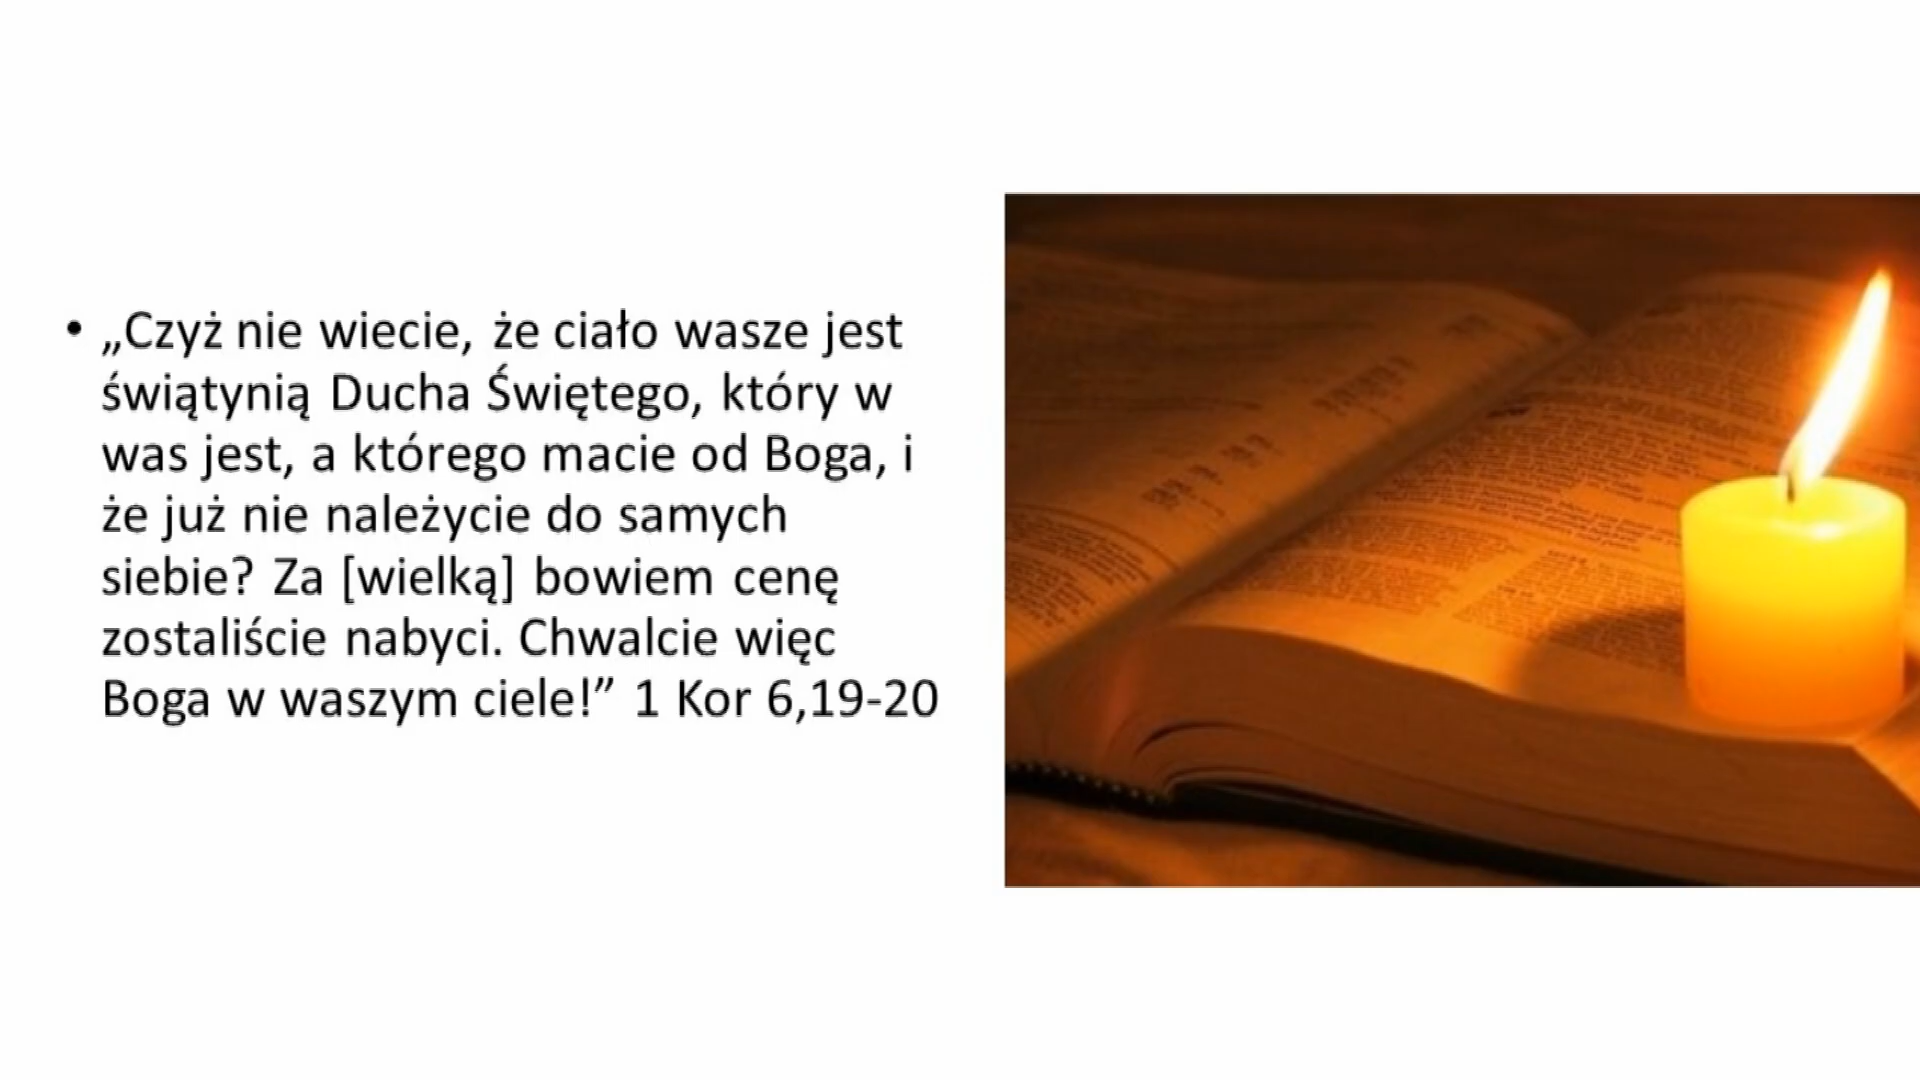 • „Czyż nie wiecie, że ciało wasze jest
świątynią Ducha Świętego, który w
was jest, a którego macie od Boga, i
że już nie należycie do samych
siebie? Za [wielką] bowiem cenę
zostaliście nabyci. Chwalcie więc
Boga w waszym ciele!” 1 Kor 6,19-20